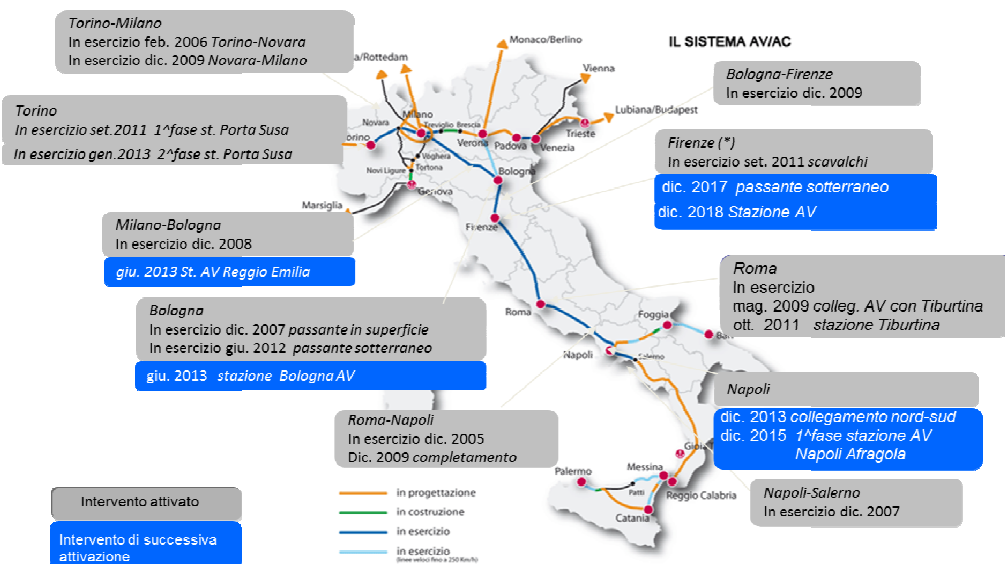 Torino-Milano
In esercizio feb. 2006 Torino-Novara
In esercizio dic. 2009 Novara-Milano
IL SISTEMA AV/AC
Monaco/Berlino
a/Rottedam
Vienna
Lubiana/Budapest
Bologna-Firenze
In esercizio dic. 2009
Torino
In esercizio set.2011 1^fase st. Porta Susa
In esercizio gen.2013 2^fase st. Porta Susa
Firenze (*)
In esercizio set. 2011 scavalchi
dic. 2017 passante sotterraneo
dic. 2018 Stazione AV
Novara
Milano
Treviglio
Brescia
orino
Verona
Padova
Venezia
Trieste
Voghera
Tortona
Novi Ligure
Genova
Bologna
Marsiglia
Firenze
Milano-Bologna
In esercizio dic. 2008
giu. 2013 St. AV Reggio Emilia
Roma
In esercizio
mag. 2009 colleg. AV con Tiburtina
ott. 2011 stazione Tiburtina
Bologna
In esercizio dic. 2007 passante in superficie
In esercizio giu. 2012 passante sotterraneo
giu. 2013 stazione Bologna AV
Roma
Foggia
Bari
Napoli
Salerno
Napoli
dic. 2013 collegamento nord-sud
dic. 2015 1^fase stazione AV
Napoli Afragola
Roma-Napoli
In esercizio dic. 2005
Dic. 2009 completamento
Gioia T
Palermo
Messina
Patti
Reggio Calabria
Catania
Napoli-Salerno
In esercizio dic. 2007
in progettazione
in costruzione
in esercizio
in esercizio
(linee veloci fino a 250 Km/h)
Intervento attivato
Intervento di successiva
attivazione